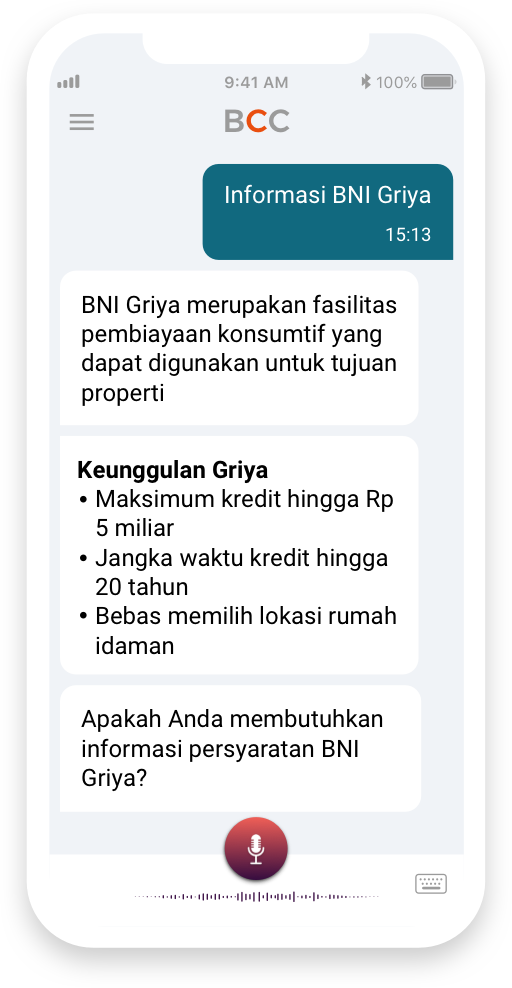 9:41 AM 100%
BCC
Informasi BNI Griya
15:13
BNI Griya merupakan fasilitas
pembiayaan konsumtif yang
dapat digunakan untuk tujuan
properti
Keunggulan Griya
• Maksimum kredit hingga Rp
5 miliar
• Jangka waktu kredit hingga
20 tahun
• Bebas memilih lokasi rumah
idaman
Apakah Anda membutuhkan
informasi persyaratan BNI
Griya?